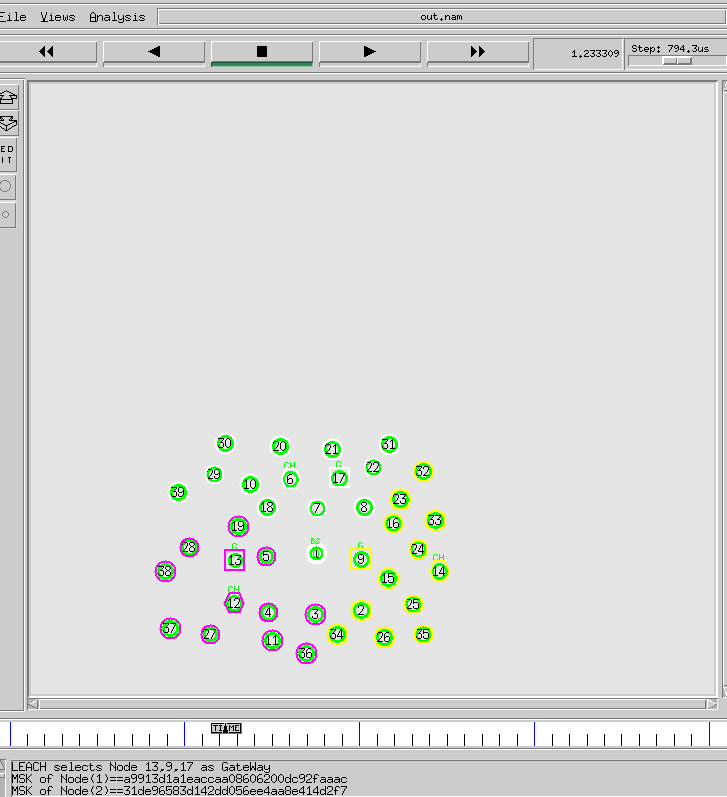 File Views Analysis out.nam
1.233309 Step: 794.3us
ED
IT
30 20 21 31
CH G 22 32
29 10 6 17
39 18 7 8 23
19 16 33
28 G 5 BS 1 G 24
38 13 9 15 CH 14
CH
12 4 3 2 25
37 27 11 34 26 35
36
TIME
LEACH selects Node 13,9,17 as GateWay
MSK of Node(1)==a9913d1a1eaccaa08606200dc92faaac
MSK of Node(2)==31de96583d142dd056ee4aa8e414d2f7